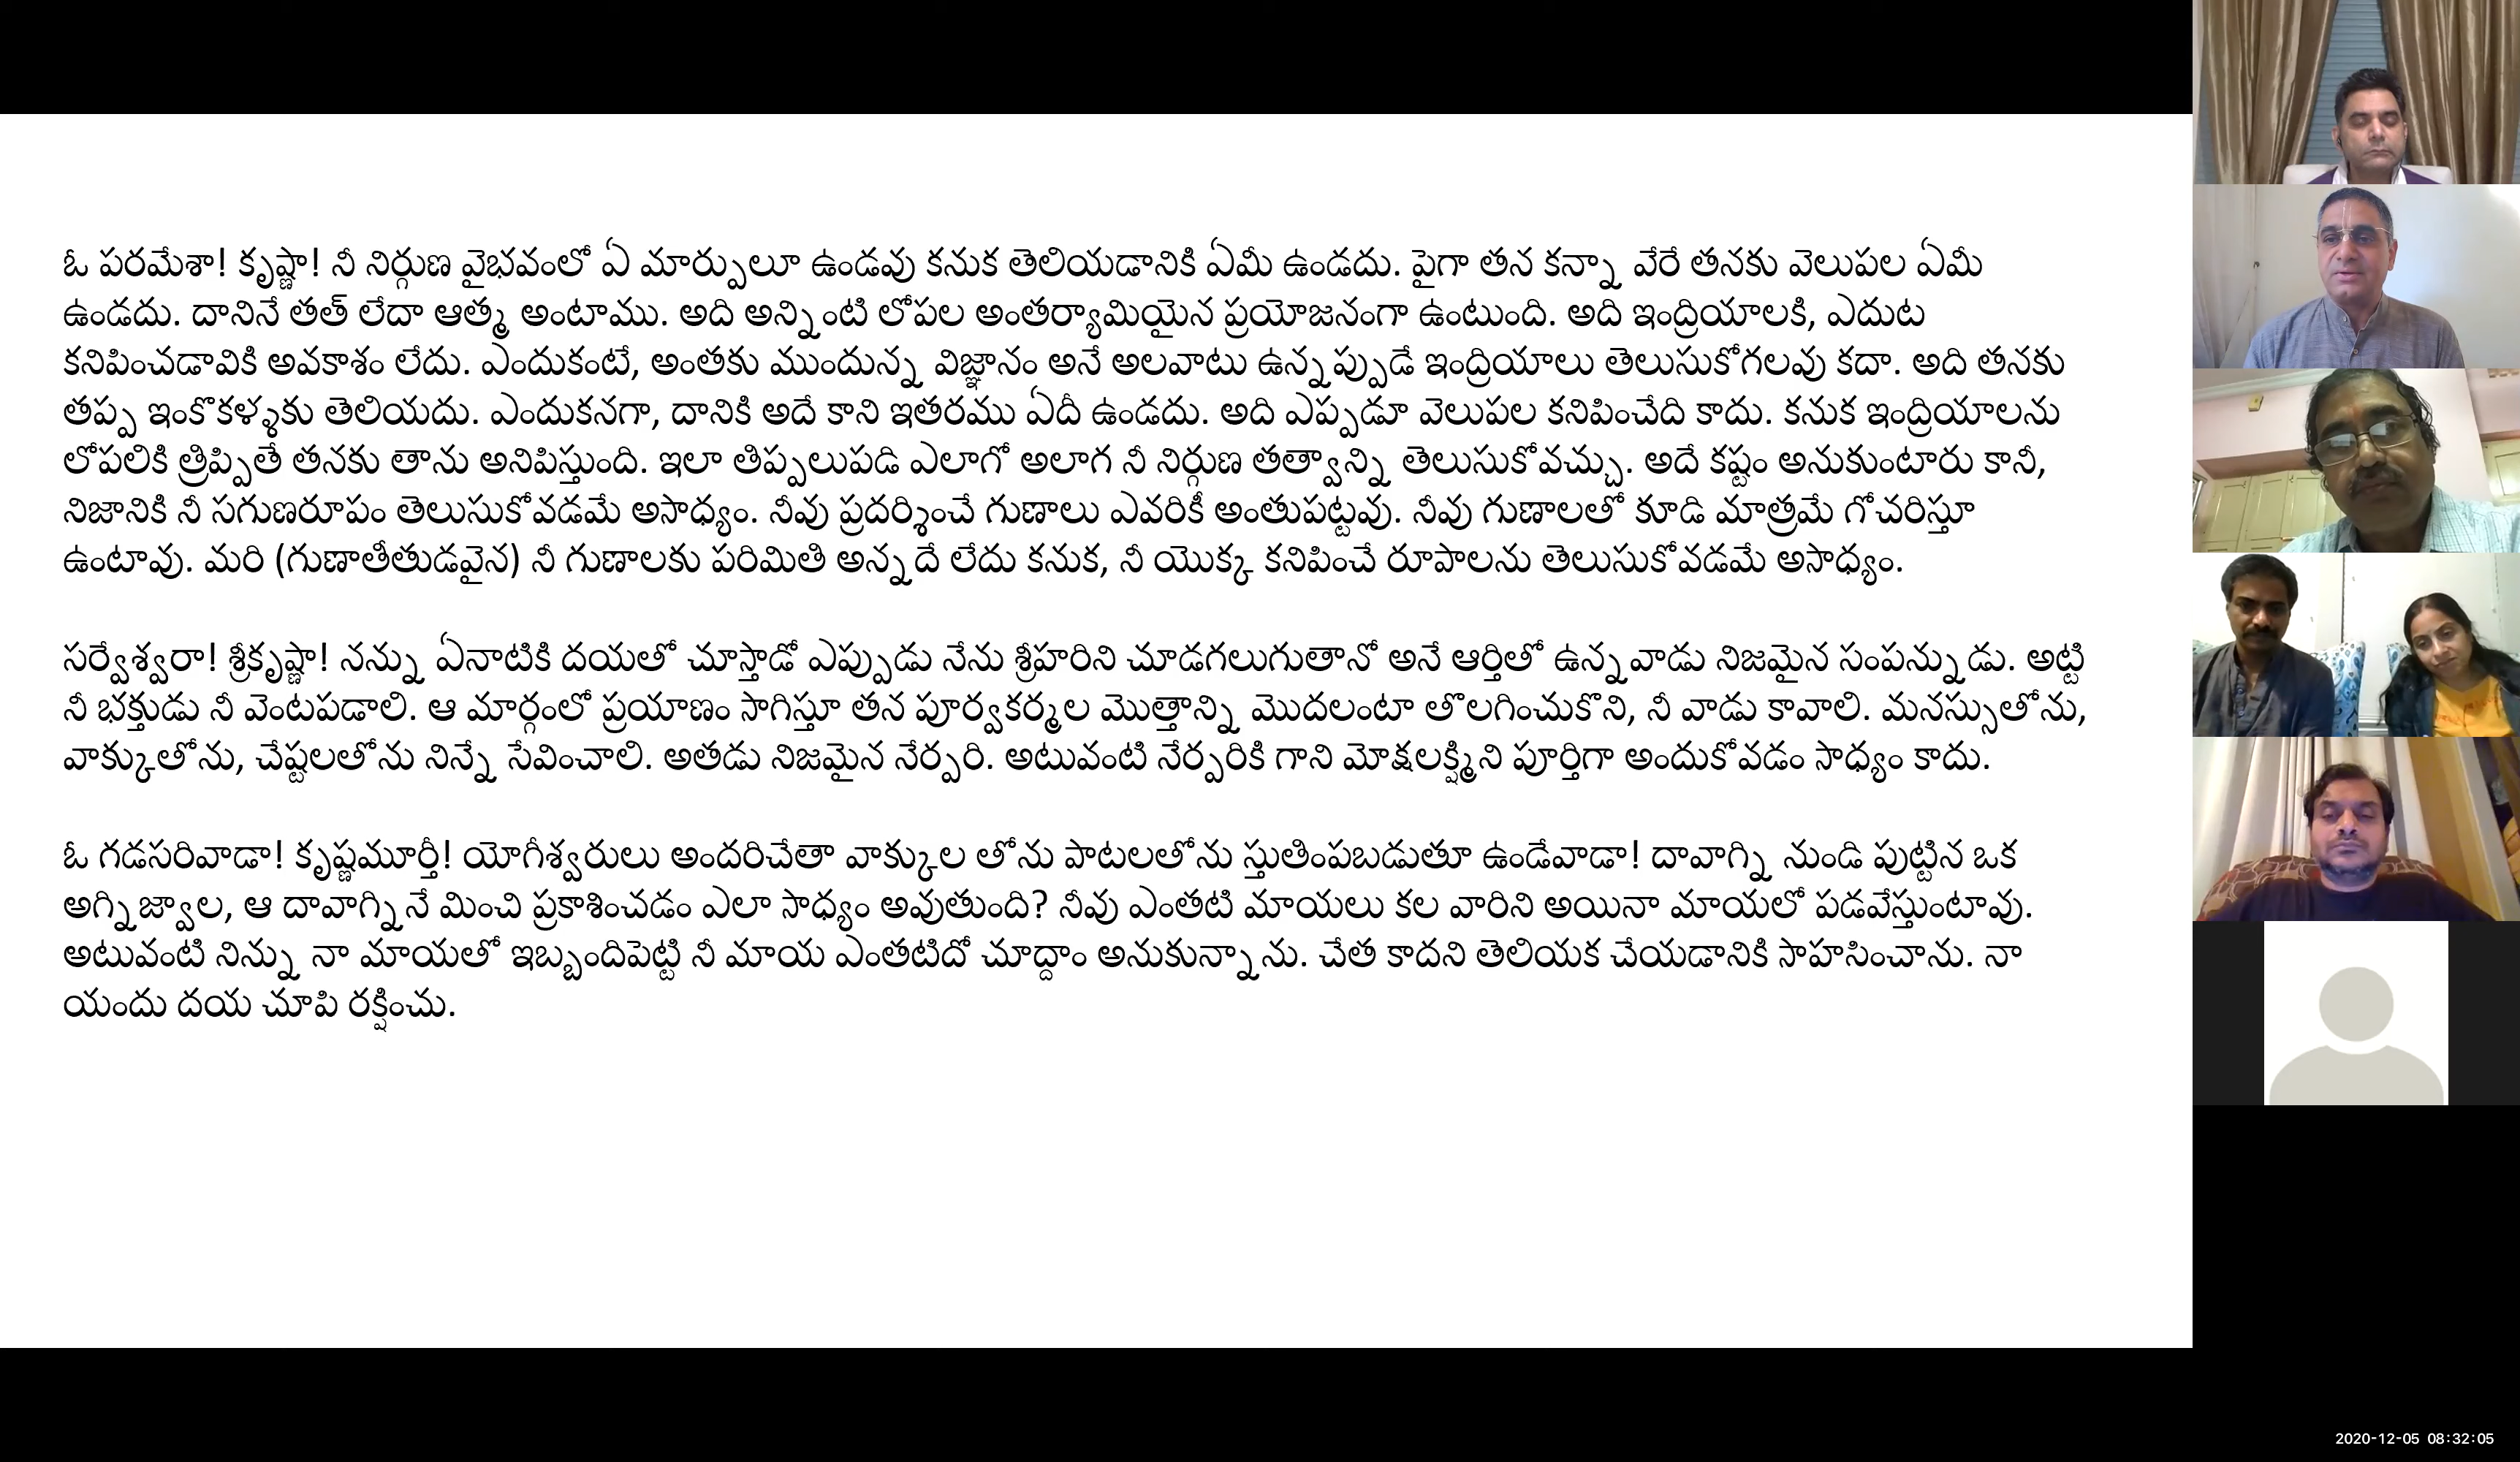 ఓ పరమేశా! కృష్ణా! నీ నిర్గుణ వైభవంలో ఏ మార్పులూ ఉండవు కనుక తెలియడానికి ఏమీ ఉండదు. పైగా తన కన్నా వేరే తనకు వెలుపల ఏమీ
ఉండదు. దానినే తత్ లేదా ఆత్మ అంటాము. అది అన్నింటి లోపల అంతర్యామియైన ప్రయోజనంగా ఉంటుంది. అది ఇంద్రియాలకి, ఎదుట
కనిపించడావికి అవకాశం లేదు. ఎందుకంటే, అంతకు ముందున్న విజ్ఞానం అనే అలవాటు ఉన్నప్పుడే ఇంద్రియాలు తెలుసుకోగలవు కదా. అది తనకు
తప్ప ఇంకొకళ్ళకు తెలియదు. ఎందుకనగా, దానికి అదే కాని ఇతరము ఏదీ ఉండదు. అది ఎప్పడూ వెలుపల కనిపించేది కాదు. కనుక ఇంద్రియాలను
లోపలికి త్రిప్పితే తనకు తాను అనిపిస్తుంది. ఇలా తిప్పలుపడి ఎలాగో అలాగ నీ నిర్గుణ తత్వాన్ని తెలుసుకోవచ్చు. అదే కష్టం అనుకుంటారు కానీ,
నిజానికి నీ సగుణరూపం తెలుసుకోవడమే అసాధ్యం. నీవు ప్రదర్శించే గుణాలు ఎవరికీ అంతుపట్టవు. నీవు గుణాలతో కూడి మాత్రమే గోచరిస్తూ
ఉంటావు. మరి (గుణాతీతుడవైన) నీ గుణాలకు పరిమితి అన్నదే లేదు కనుక, నీ యొక్క కనిపించే రూపాలను తెలుసుకోవడమే అసాధ్యం.
సర్వేశ్వరా! శ్రీకృష్ణా! నన్ను ఏనాటికి దయతో చూస్తాడో ఎప్పుడు నేను శ్రీహరిని చూడగలుగుతానో అనే ఆర్తితో ఉన్నవాడు నిజమైన సంపన్నుడు. అట్టి
నీ భక్తుడు నీ వెంటపడాలి. ఆ మార్గంలో ప్రయాణం సాగిస్తూ తన పూర్వకర్మల మొత్తాన్ని మొదలంటా తొలగించుకొని, నీ వాడు కావాలి. మనస్సుతోను,
వాక్కుతోను, చేష్టలతోను నిన్నే సేవించాలి. అతడు నిజమైన నేర్పరి. అటువంటి నేర్పరికి గాని మోక్షలక్ష్మిని పూర్తిగా అందుకోవడం సాధ్యం కాదు.
ఓ గడసరివాడా! కృష్ణమూర్తీ! యోగీశ్వరులు అందరిచేతా వాక్కుల తోను పాటలతోను స్తుతింపబడుతూ ఉండేవాడా! దావాగ్ని నుండి పుట్టిన ఒక
అగ్నిజ్వాల, ఆ దావాగ్నినే మించి ప్రకాశించడం ఎలా సాధ్యం అవుతుంది? నీవు ఎంతటి మాయలు కల వారిని అయినా మాయలో పడవేస్తుంటావు.
అటువంటి నిన్ను నా మాయతో ఇబ్బందిపెట్టి నీ మాయ ఎంతటిదో చూద్దాం అనుకున్నాను. చేత కాదని తెలియక చేయడానికి సాహసించాను. నా
యందు దయ చూపి రక్షించు.
2020-12-05 08:32:05